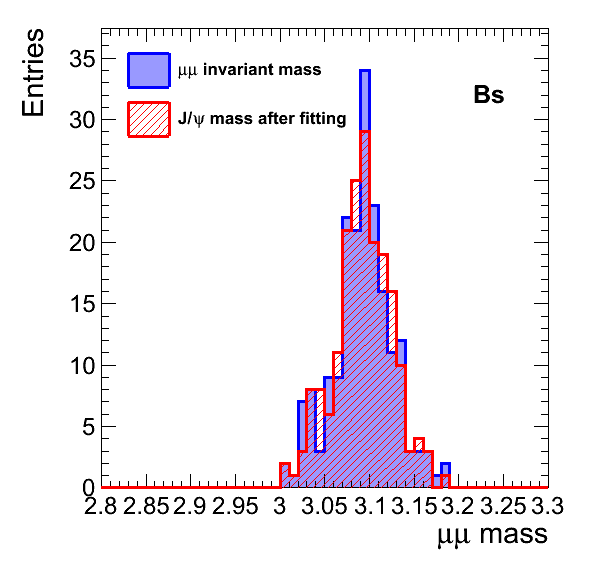 Entries
35
30
25
20
15
10
5
0
μμ invariant mass
J/ψ mass after fitting
Bs
2.8 2.85 2.9 2.95 3 3.05 3.1 3.15 3.2 3.25 3.3
μμ mass